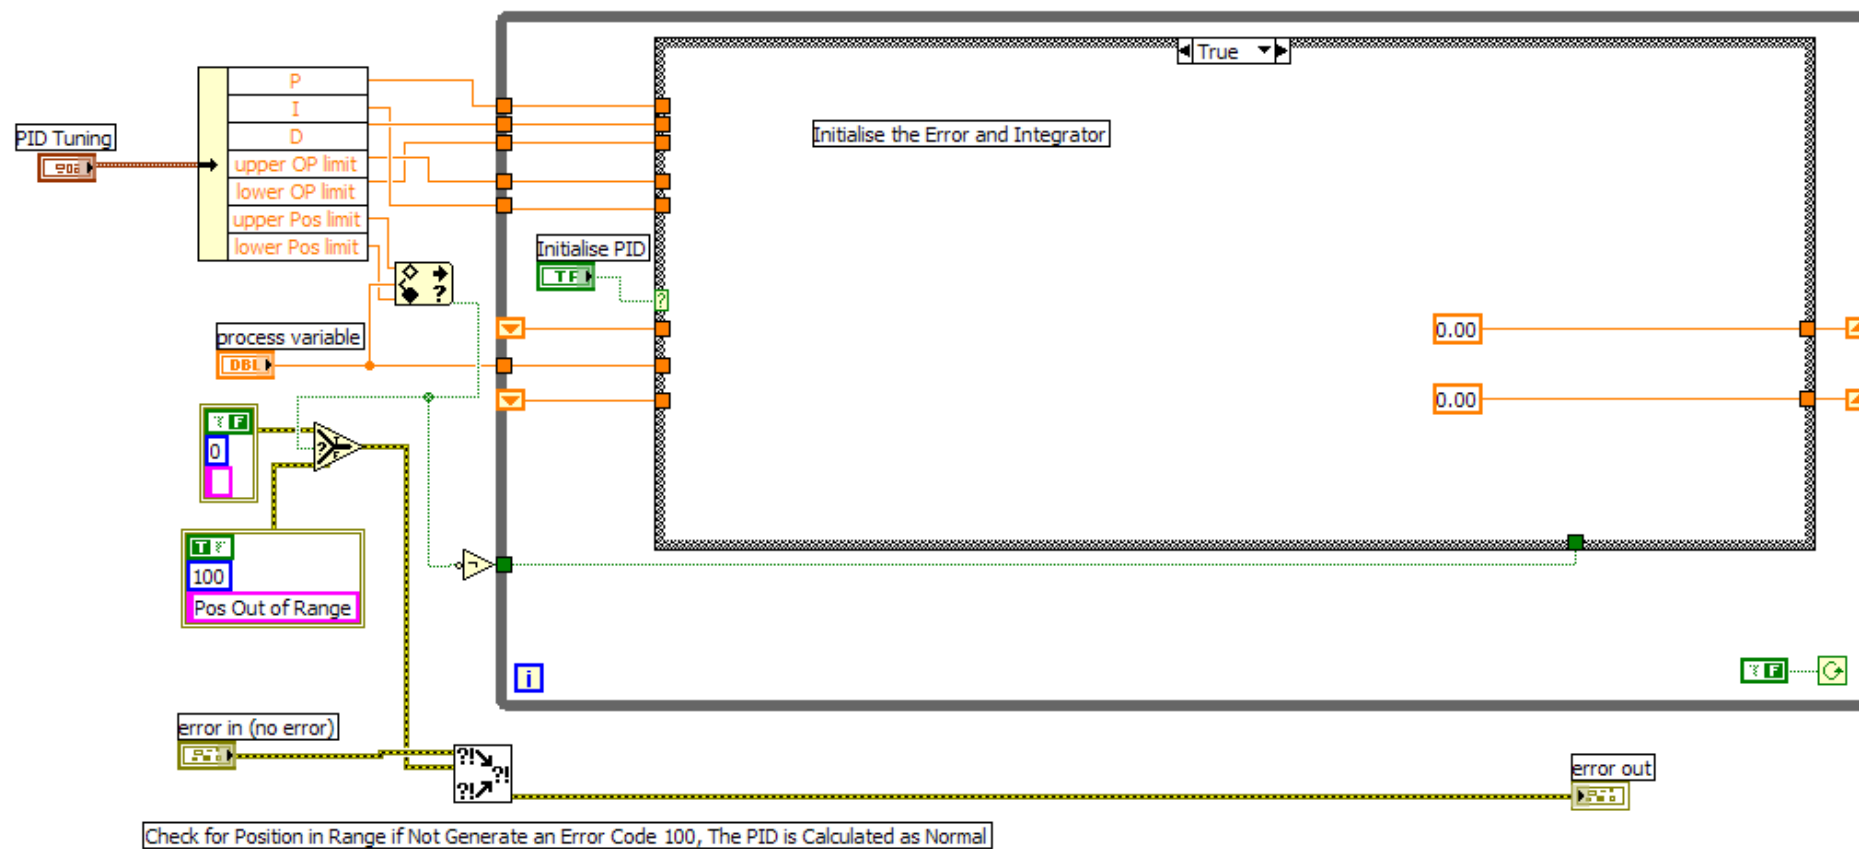 True
P
I
D
upper OP limit
lower OP limit
upper Pos limit
lower Pos limit
PID Tuning
Initialise the Error and Integrator
Initialise PID
TF
?
?
process variable
DBL
0.00
0.00
F
0
?
T
F
T
100
Pos Out of Range
i
F
error in (no error)
?!
?!
?!
error out
Check for Position in Range if Not Generate an Error Code 100, The PID is Calculated as Normal